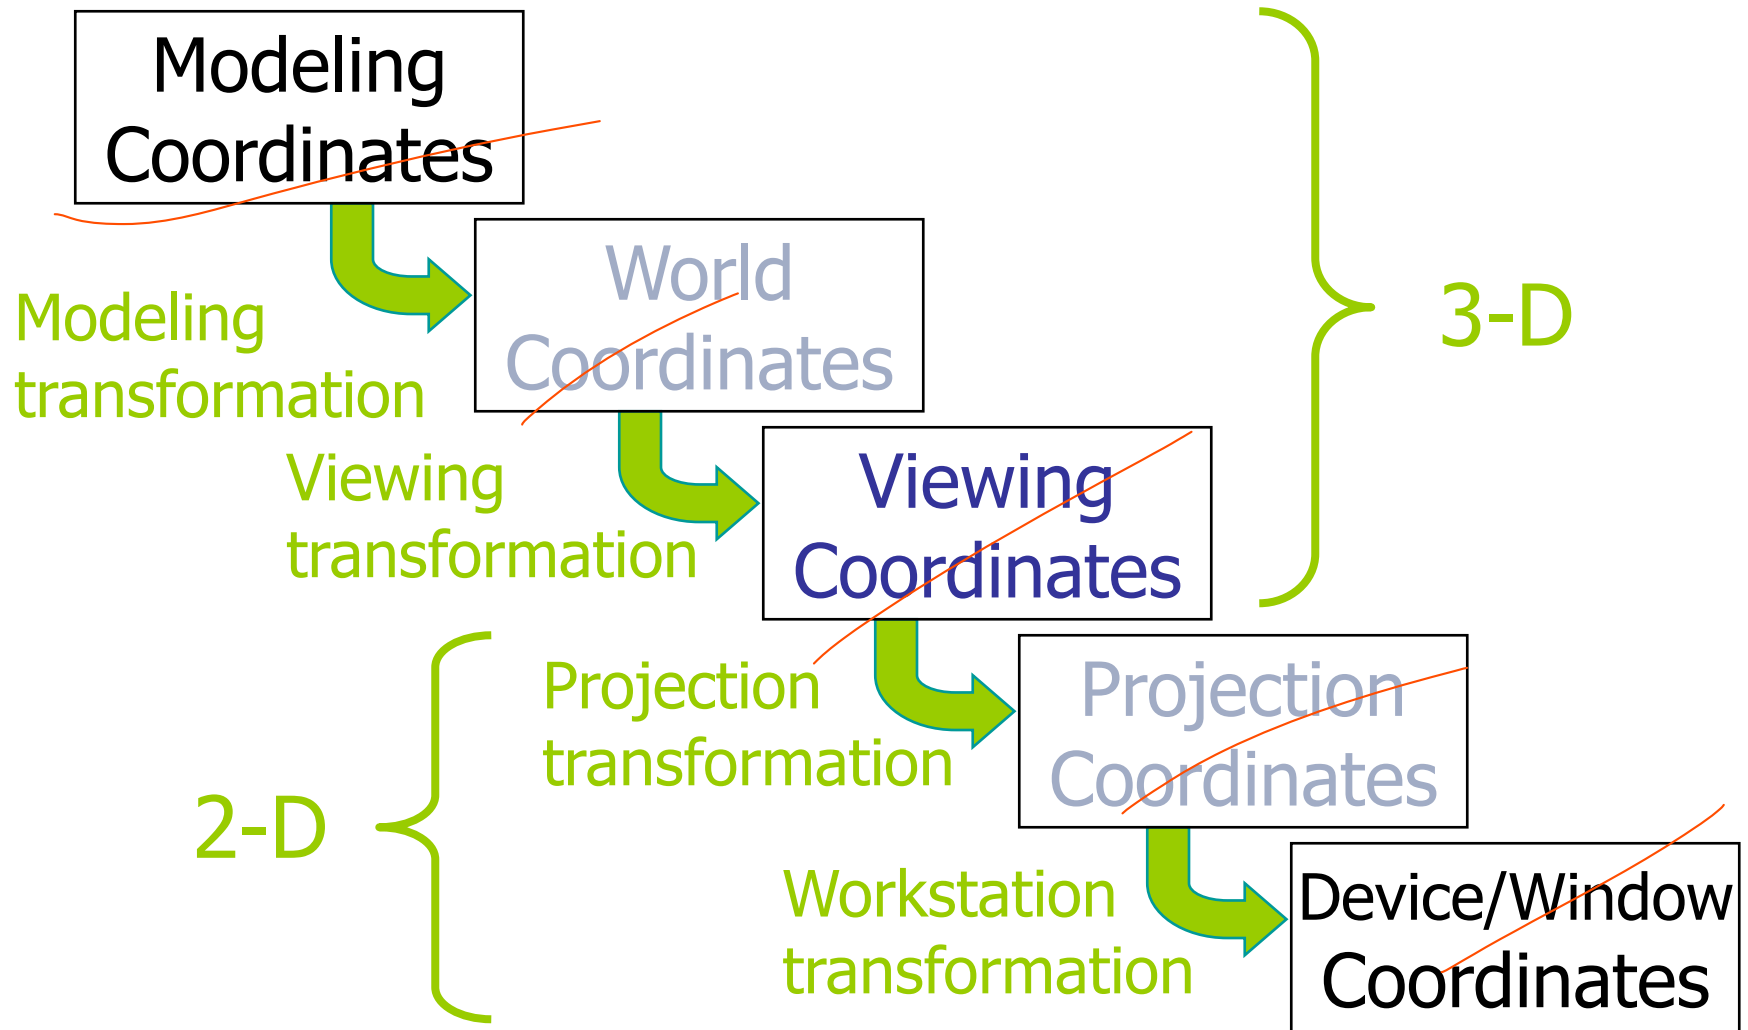 Modeling
Coordinates
World
Coordinates
Modeling
transformation
3-D
Viewing
Coordinates
Viewing
transformation
Projection
Coordinates
Projection
transformation
2-D
Device/Window
Coordinates
Workstation
transformation